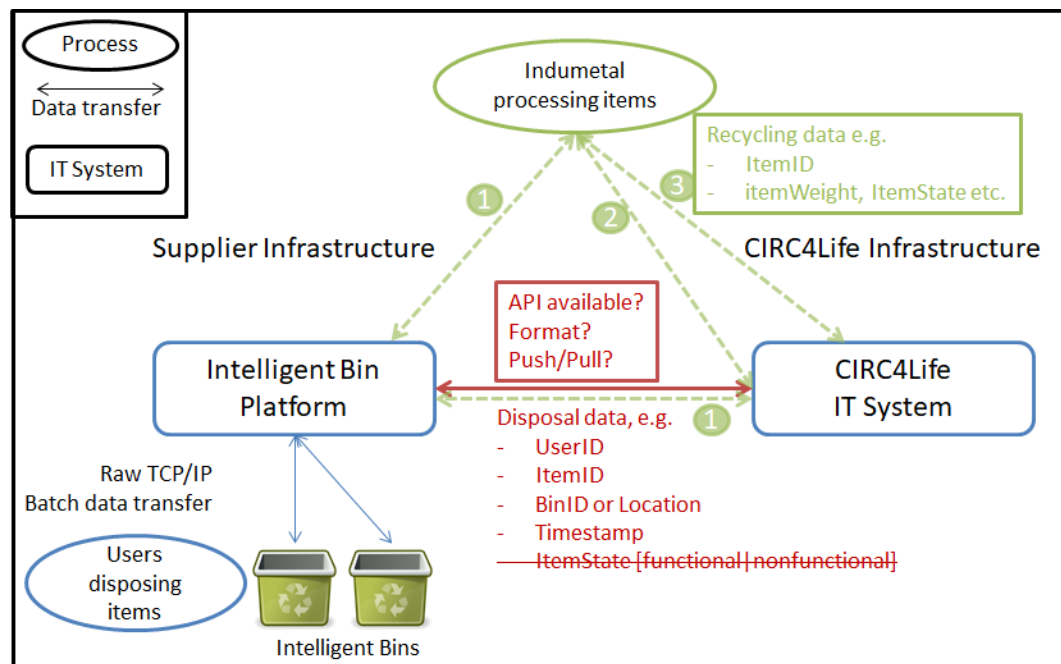 Process
Data transfer
IT System
Indumetal
processing items
Recycling data e.g.
- ItemID
- itemWeight, ItemState etc.
1
2
3
Supplier Infrastructure
CIRC4Life Infrastructure
API available?
Format?
Push/Pull?
Intelligent Bin
Platform
CIRC4Life
IT System
1
Disposal data, e.g.
- UserID
- ItemID
- BinID or Location
- Timestamp
- ItemState [functional|nonfunctional]
Raw TCP/IP
Batch data transfer
Users
disposing
items
Intelligent Bins